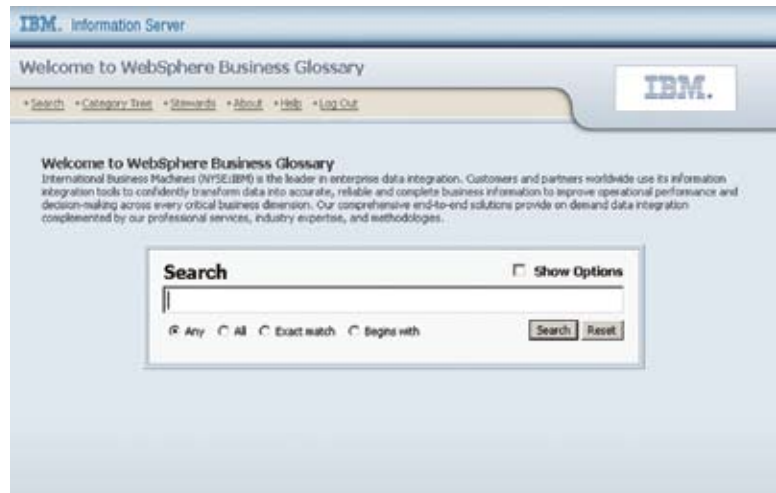 IBM. Information Server
Welcome to WebSphere Business Glossary
IBM.
Search Category Tree Stewards About Help Log Out
Welcome to WebSphere Business Glossary
International Business Machines (NYSE:IBM) is the leader in enterprise data integration. Customers and partners worldwide use its information
integration tools to confidently transform data into accurate, reliable and complete business information to improve operational performance and
decision-making across every critical business dimension. Our comprehensive end-to-end solutions provide on demand data integration
complemented by our professional services, industry expertise, and methodologies.
Search Show Options
Any All Exact match Begins with Search Reset